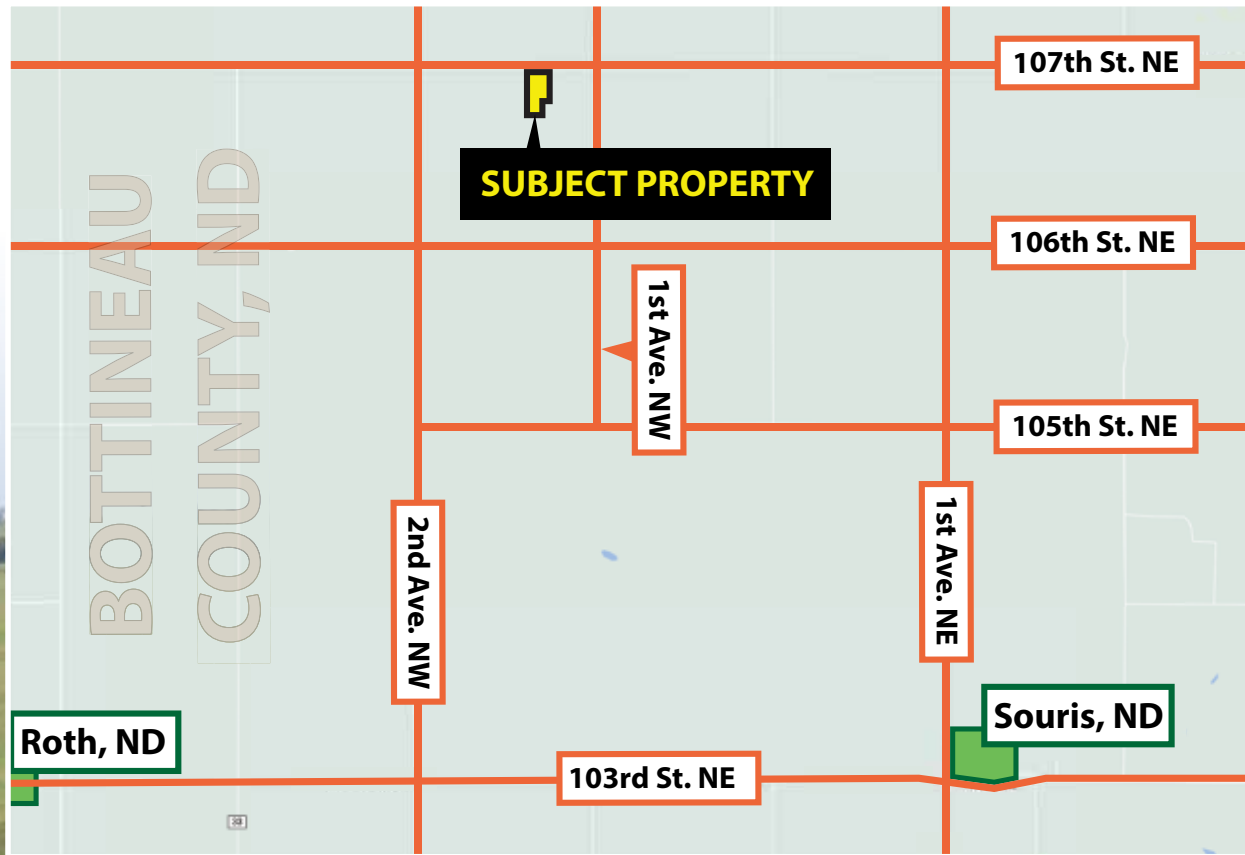 107th St. NE
SUBJECT PROPERTY
BOTTINEAU
COUNTY, ND
106th St. NE
1st Ave. NW
105th St. NE
2nd Ave. NW
1st Ave. NE
Roth, ND
Souris, ND
103rd St. NE